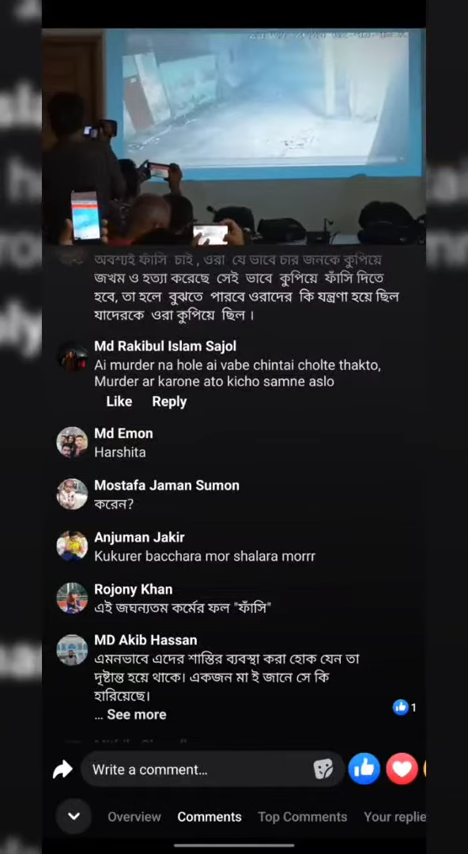 অবশ্যই ফাঁসি চাই , ওরা যে ভাবে চার জনকে কুপিয়ে
জখম ও হত্যা করেছে সেই ভাবে কুপিয়ে ফাঁসি দিতে
হবে, তা হলে বুঝতে পারবে ওরাদের কি যন্ত্রণা হয়ে ছিল
যাদেরকে ওরা কুপিয়ে ছিল ।
Md Rakibul Islam Sajol
Ai murder na hole ai vabe chintai cholte thakto,
Murder ar karone ato kicho samne aslo
Like Reply
Md Emon
Harshita
Mostafa Jaman Sumon
করেন?
Anjuman Jakir
Kukurer bacchara mor shalara morrr
Rojony Khan
এই জঘন্যতম কর্মের ফল "ফাঁসি"
MD Akib Hassan
এমনভাবে এদের শাস্তির ব্যবস্থা করা হোক যেন তা
দৃষ্টান্ত হয়ে থাকে। একজন মা ই জানে সে কি
হারিয়েছে।
... See more
1
Write a comment...
Overview Comments Top Comments Your replie